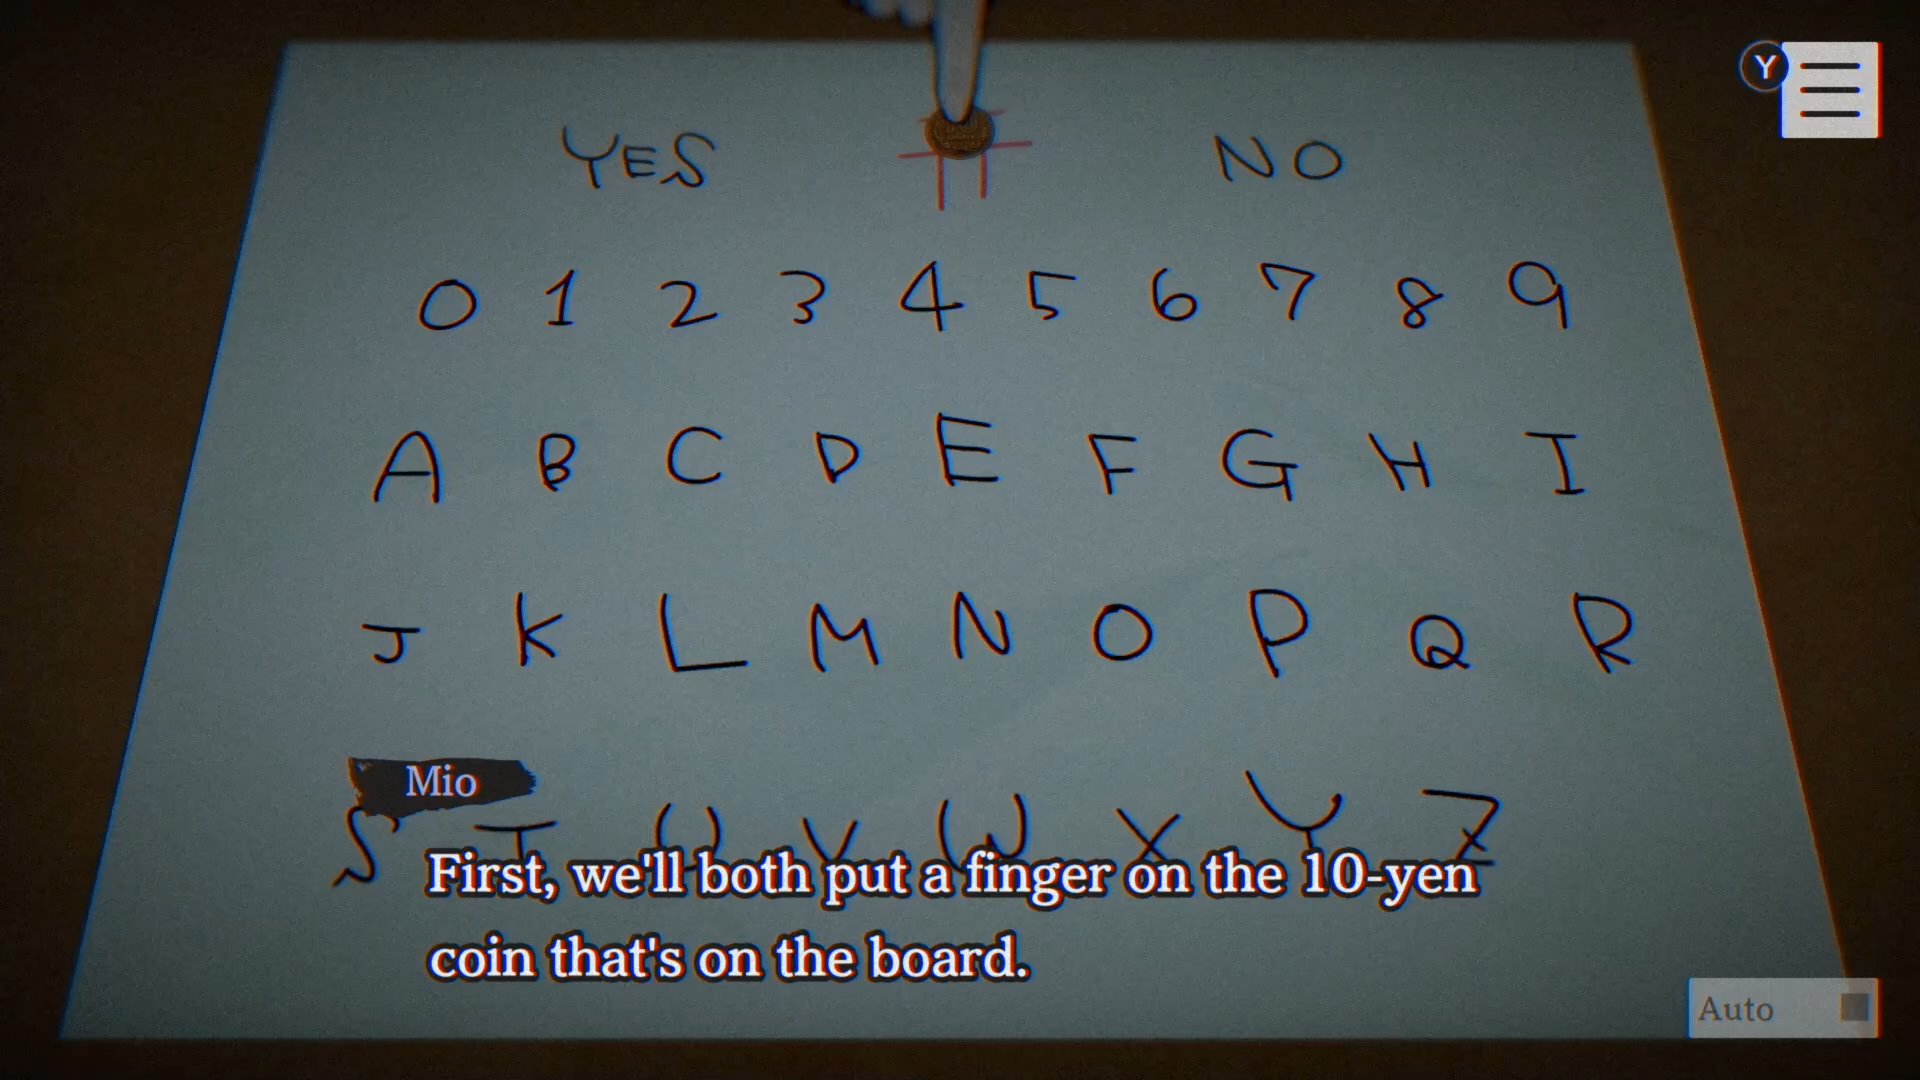 Y
YES NO
0 1 2 3 4 5 6 7 8 9
A B C D E F G H I
J K L M N O P Q R
Mio
S T U V W X Y Z
First, we'll both put a finger on the 10-yen
coin that's on the board.
Auto